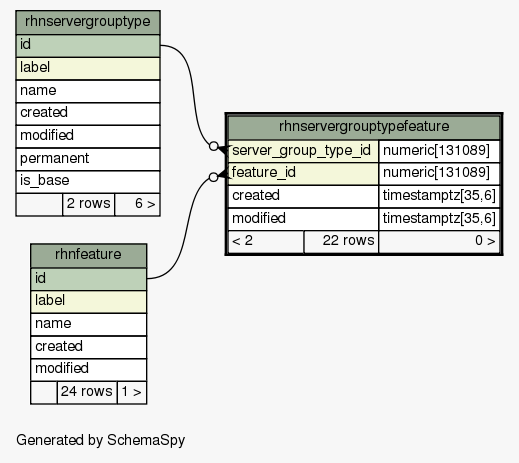 rhnservergrouptype
id
label
name
created
modified
permanent
is_base
2 rows 6 >
rhnservergrouptypefeature
server_group_type_id numeric[131089]
feature_id numeric[131089]
created timestamptz[35,6]
modified timestamptz[35,6]
< 2 22 rows 0 >
rhnfeature
id
label
name
created
modified
24 rows 1 >
Generated by SchemaSpy